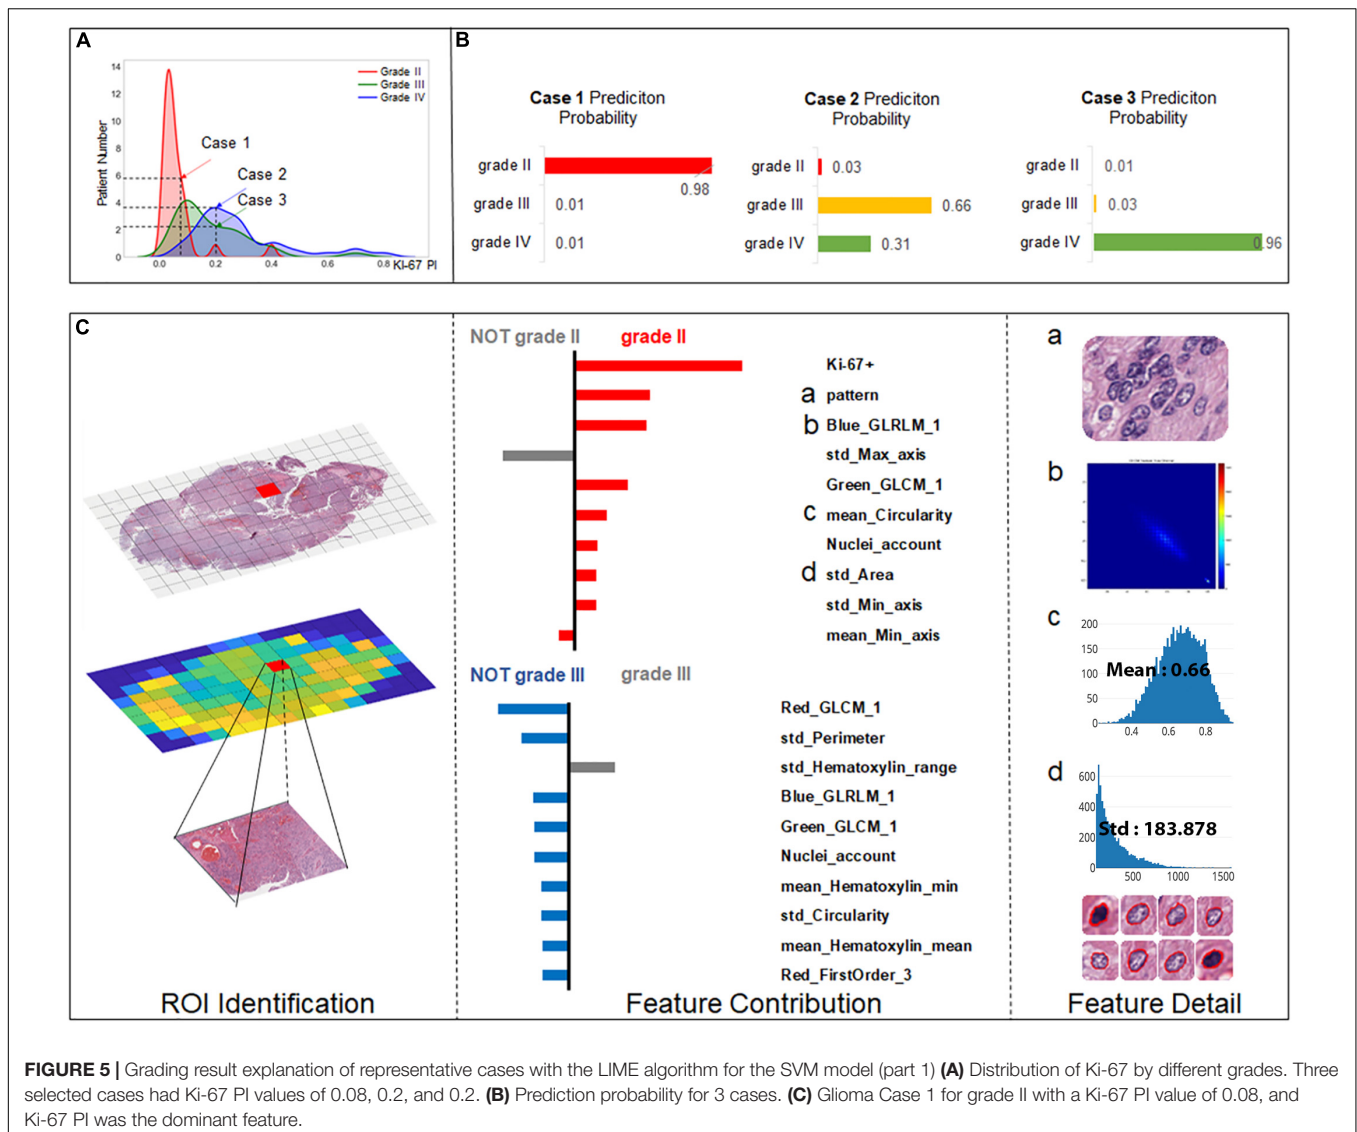 A
14
12
10
8
6
4
2
0
Patient Number
Grade II
Grade III
Grade IV
Case 1
Case 2
Case 3
0.0 0.2 0.4 0.6 0.8 Ki-67 PI
B
Case 1 Prediciton
Probability
grade II 0.98
grade III 0.01
grade IV 0.01
Case 2 Prediciton
Probability
grade II 0.03
grade III 0.66
grade IV 0.31
Case 3 Prediciton
Probability
grade II 0.01
grade III 0.03
grade IV 0.96
C
ROI Identification
NOT grade II grade II
Ki-67+
a pattern
b Blue_GLRLM_1
std_Max_axis
Green_GLCM_1
c mean_Circularity
Nuclei_account
d std_Area
std_Min_axis
mean_Min_axis
NOT grade III grade III
Red_GLCM_1
std_Perimeter
std_Hematoxylin_range
Blue_GLRLM_1
Green_GLCM_1
Nuclei_account
mean_Hematoxylin_min
std_Circularity
mean_Hematoxylin_mean
Red_FirstOrder_3
Feature Contribution
a
b
c
200
150
100
50
0
Mean : 0.66
0.4 0.6 0.8
d
600
400
200
0
Std : 183.878
500 1000 1500
Feature Detail
FIGURE 5 | Grading result explanation of representative cases with the LIME algorithm for the SVM model (part 1) (A) Distribution of Ki-67 by different grades. Three
selected cases had Ki-67 PI values of 0.08, 0.2, and 0.2. (B) Prediction probability for 3 cases. (C) Glioma Case 1 for grade II with a Ki-67 PI value of 0.08, and
Ki-67 PI was the dominant feature.